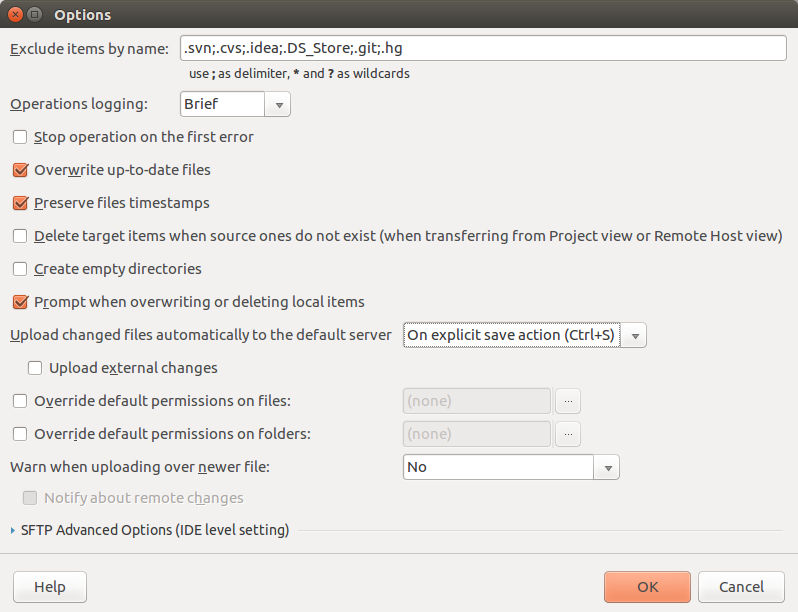 Options
Exclude items by name: .svn;.cvs;.idea;.DS_Store;.git;.hg
use ; as delimiter, * and ? as wildcards
Operations logging: Brief
Stop operation on the first error
Overwrite up-to-date files
Preserve files timestamps
Delete target items when source ones do not exist (when transferring from Project view or Remote Host view)
Create empty directories
Prompt when overwriting or deleting local items
Upload changed files automatically to the default server On explicit save action (Ctrl+S)
Upload external changes
Override default permissions on files: (none) ...
Override default permissions on folders: (none) ...
Warn when uploading over newer file: No
Notify about remote changes
SFTP Advanced Options (IDE level setting)
Help OK Cancel